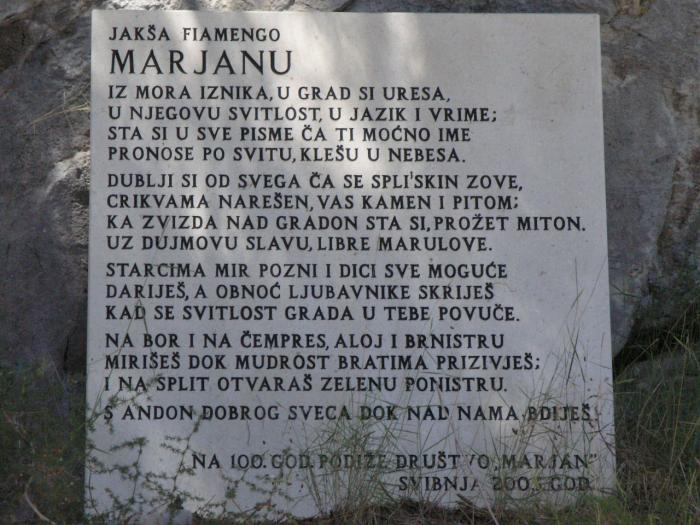 JAKŠA FIAMENGO
MARJANU
IZ MORA IZNIKA, U GRAD SI URESA,
U NJEGOVU SVITLOST, U JAZIK I VRIME;
STA SI U SVE PISME ČA TI MOĆNO IME
PRONOSE PO SVITU, KLEŠU U NEBESA.
DUBLJI SI OD SVEGA ČA SE SPLI'SKIN ZOVE,
CRIKVAMA NAREŠEN, VAS KAMEN I PITOM;
KA ZVIZDA NAD GRADON STA SI, PROŽET MITON.
UZ DUJMOVU SLAVU, LIBRE MARULOVE.
STARCIMA MIR POZNI I DICI SVE MOGUĆE
DARIJEŠ, A OBNOĆ LJUBAVNIKE SKRIJEŠ
KAD SE SVITLOST GRADA U TEBE POVUČE.
NA BOR I NA ČEMPRES, ALOJ I BRNISTRU
MIRIŠEŠ DOK MUDROST BRATIMA PRIZIVJEŠ;
I NA SPLIT OTVARAŠ ZELENU PONISTRU.
S ANDON DOBROG SVECA DOK NAD NAMA BDIJEŠ.
NA 100. GOD. PODIŽE DRUŠTVO „MARJAN"
SVIBNJA GOD.